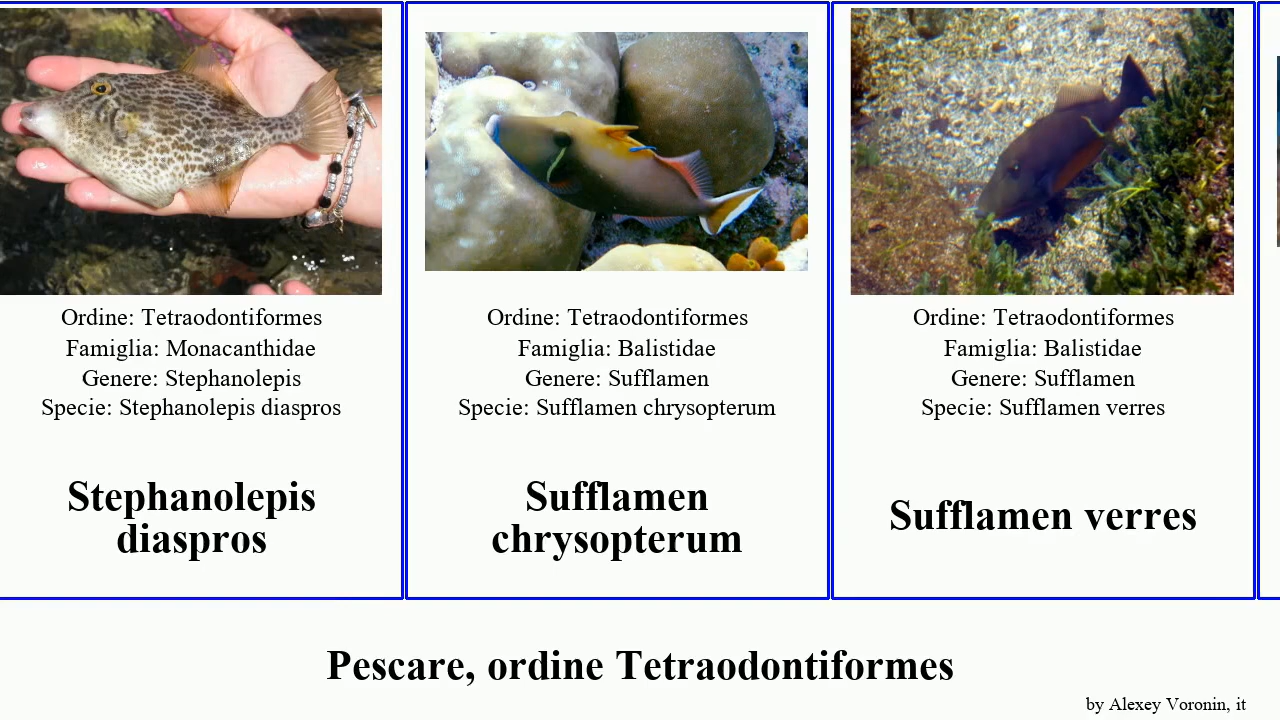 Ordine: Tetraodontiformes
Famiglia: Monacanthidae
Genere: Stephanolepis
Specie: Stephanolepis diaspros
Stephanolepis
diaspros
Ordine: Tetraodontiformes
Famiglia: Balistidae
Genere: Sufflamen
Specie: Sufflamen chrysopterum
Sufflamen
chrysopterum
Ordine: Tetraodontiformes
Famiglia: Balistidae
Genere: Sufflamen
Specie: Sufflamen verres
Sufflamen verres
Pescare, ordine Tetraodontiformes
by Alexey Voronin, it